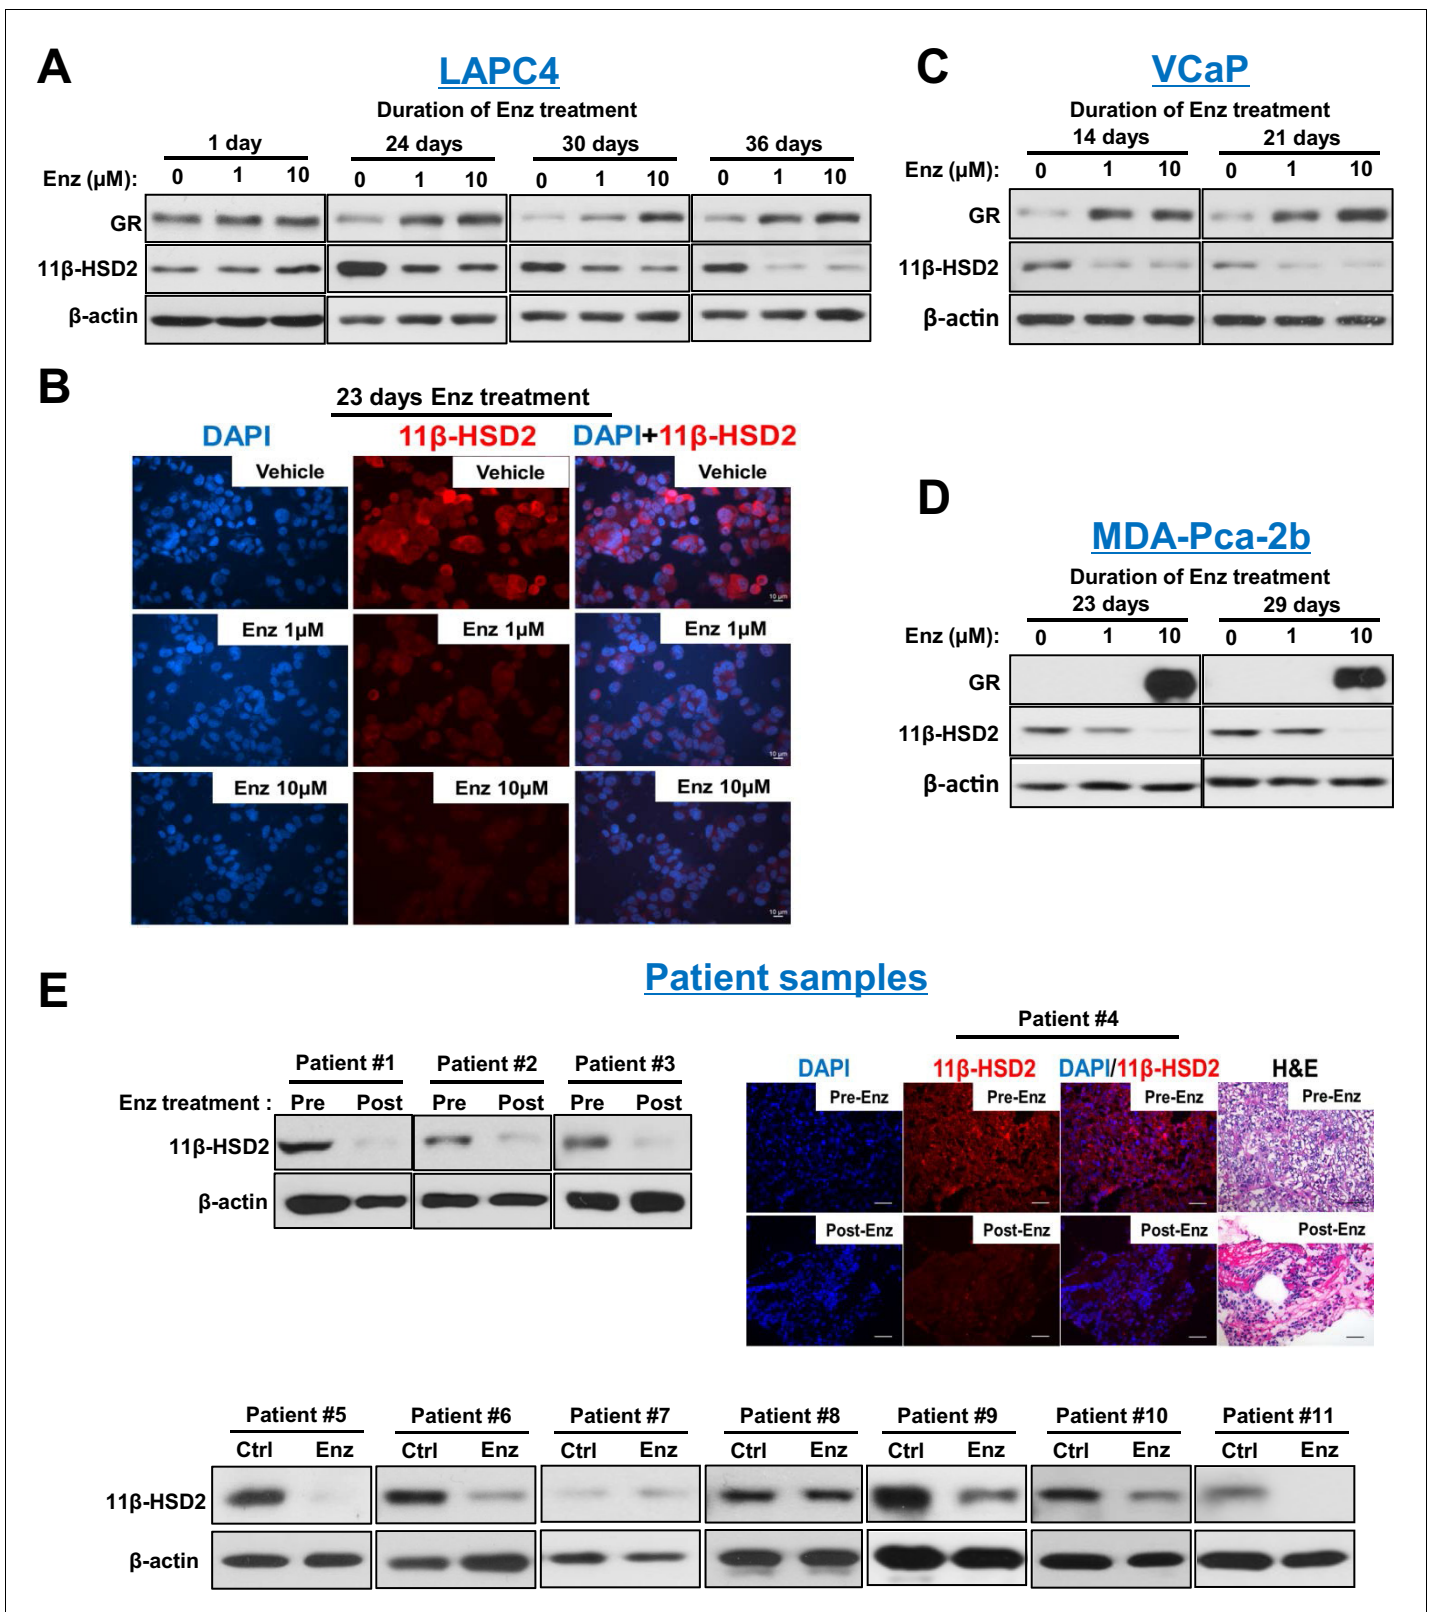 A
LAPC4
Duration of Enz treatment
1 day 24 days 30 days 36 days
Enz (µM): 0 1 10 0 1 10 0 1 10 0 1 10
GR
11β-HSD2
β-actin
C
VCaP
Duration of Enz treatment
14 days 21 days
Enz (µM): 0 1 10 0 1 10
GR
11β-HSD2
β-actin
B
23 days Enz treatment
DAPI 11β-HSD2 DAPI+11β-HSD2
Vehicle Vehicle Vehicle
10 µm
Enz 1µM Enz 1µM Enz 1µM
10 µm
Enz 10µM Enz 10µM Enz 10µM
10 µm
D
MDA-Pca-2b
Duration of Enz treatment
23 days 29 days
Enz (µM): 0 1 10 0 1 10
GR
11β-HSD2
β-actin
E
Patient samples
Patient #1 Patient #2 Patient #3
Enz treatment : Pre Post Pre Post Pre Post
11β-HSD2
β-actin
Patient #4
DAPI 11β-HSD2 DAPI/11β-HSD2 H&E
Pre-Enz Pre-Enz Pre-Enz Pre-Enz
Post-Enz Post-Enz Post-Enz Post-Enz
Patient #5 Patient #6 Patient #7 Patient #8 Patient #9 Patient #10 Patient #11
Ctrl Enz Ctrl Enz Ctrl Enz Ctrl Enz Ctrl Enz Ctrl Enz Ctrl Enz
11β-HSD2
β-actin